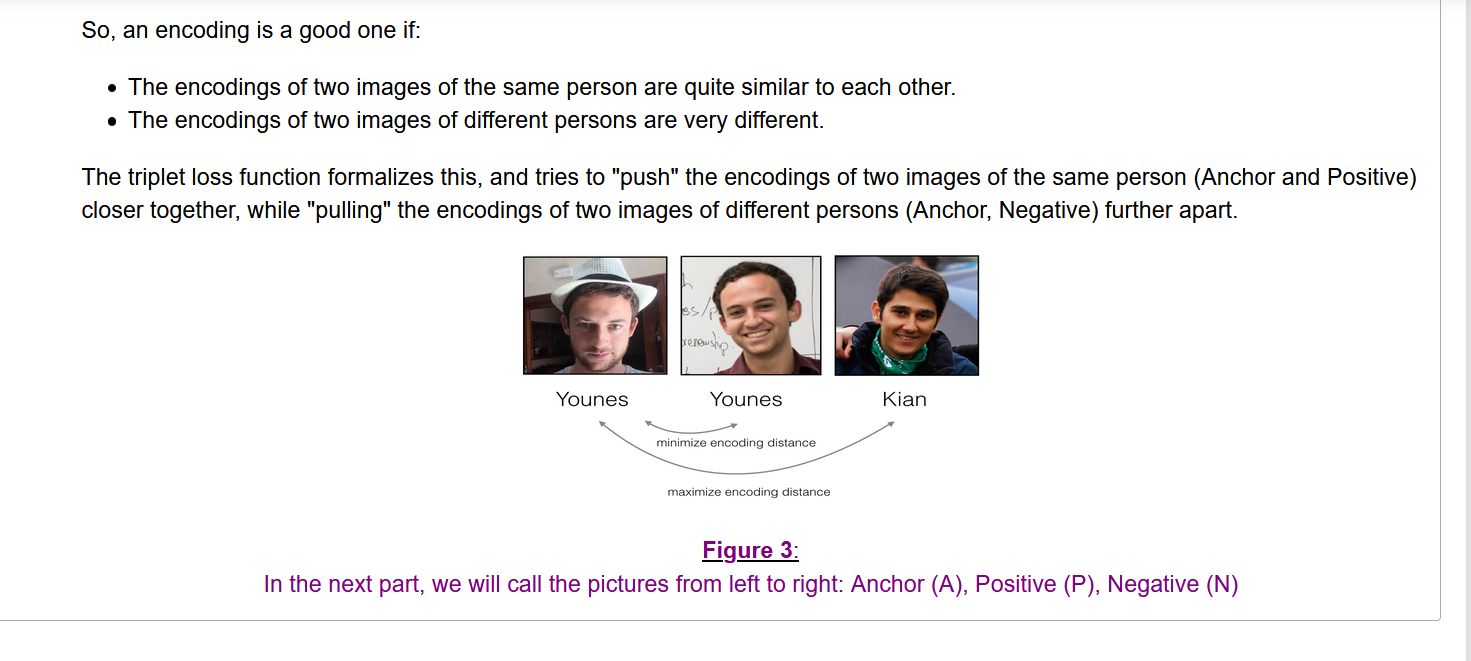 So, an encoding is a good one if:
• The encodings of two images of the same person are quite similar to each other.
• The encodings of two images of different persons are very different.
The triplet loss function formalizes this, and tries to "push" the encodings of two images of the same person (Anchor and Positive)
closer together, while "pulling" the encodings of two images of different persons (Anchor, Negative) further apart.
Younes Younes Kian
minimize encoding distance
maximize encoding distance
Figure 3:
In the next part, we will call the pictures from left to right: Anchor (A), Positive (P), Negative (N)